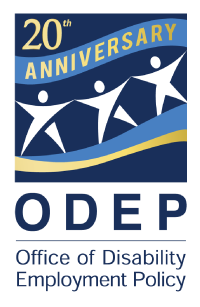 20th
ANNIVERSARY
ODEP
Office of Disability
Employment Policy